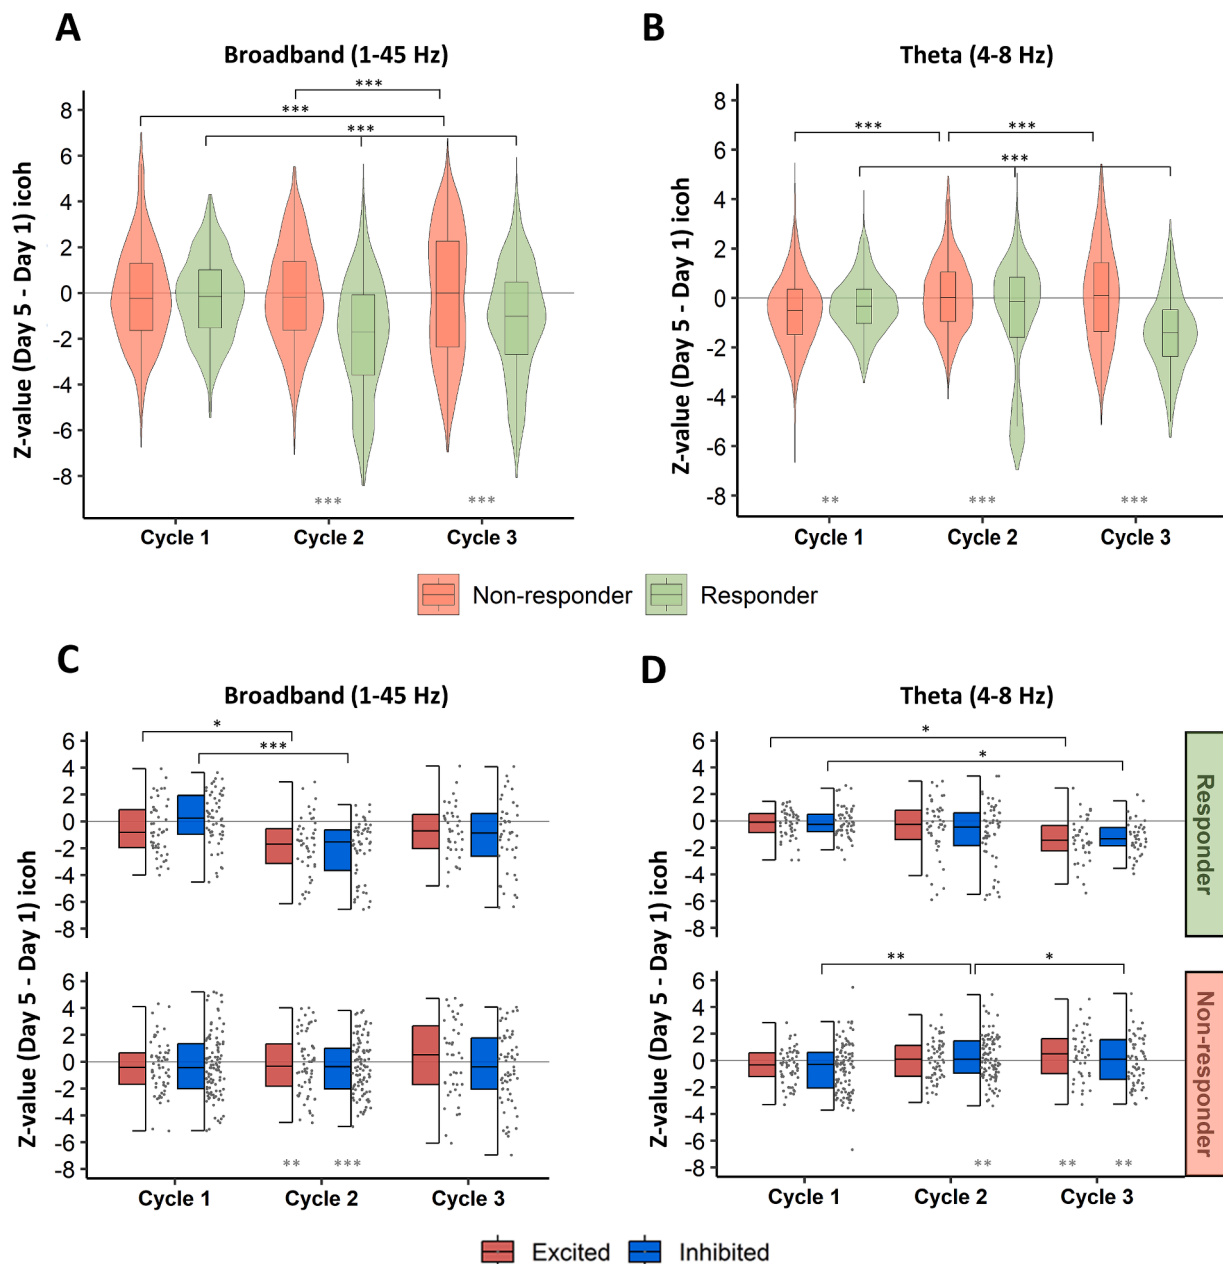 A
B
Broadband (1-45 Hz)
Theta (4-8 Hz)
Z-value (Day 5 - Day 1) icoh
8
6
4
2
0
-2
-4
-6
-8
***
***
***
***
***
Cycle 1
Cycle 2
Cycle 3
Z-value (Day 5 - Day 1) icoh
8
6
4
2
0
-2
-4
-6
-8
***
***
***
**
***
***
Cycle 1
Cycle 2
Cycle 3
Non-responder
Responder
C
D
Broadband (1-45 Hz)
Theta (4-8 Hz)
Z-value (Day 5 - Day 1) icoh
6
4
2
0
-2
-4
-6
-8
*
***
6
4
2
0
-2
-4
-6
-8
**
***
Cycle 1
Cycle 2
Cycle 3
Z-value (Day 5 - Day 1) icoh
6
4
2
0
-2
-4
-6
-8
*
*
Responder
6
4
2
0
-2
-4
-6
-8
**
*
**
**
**
Non-responder
Cycle 1
Cycle 2
Cycle 3
Excited
Inhibited